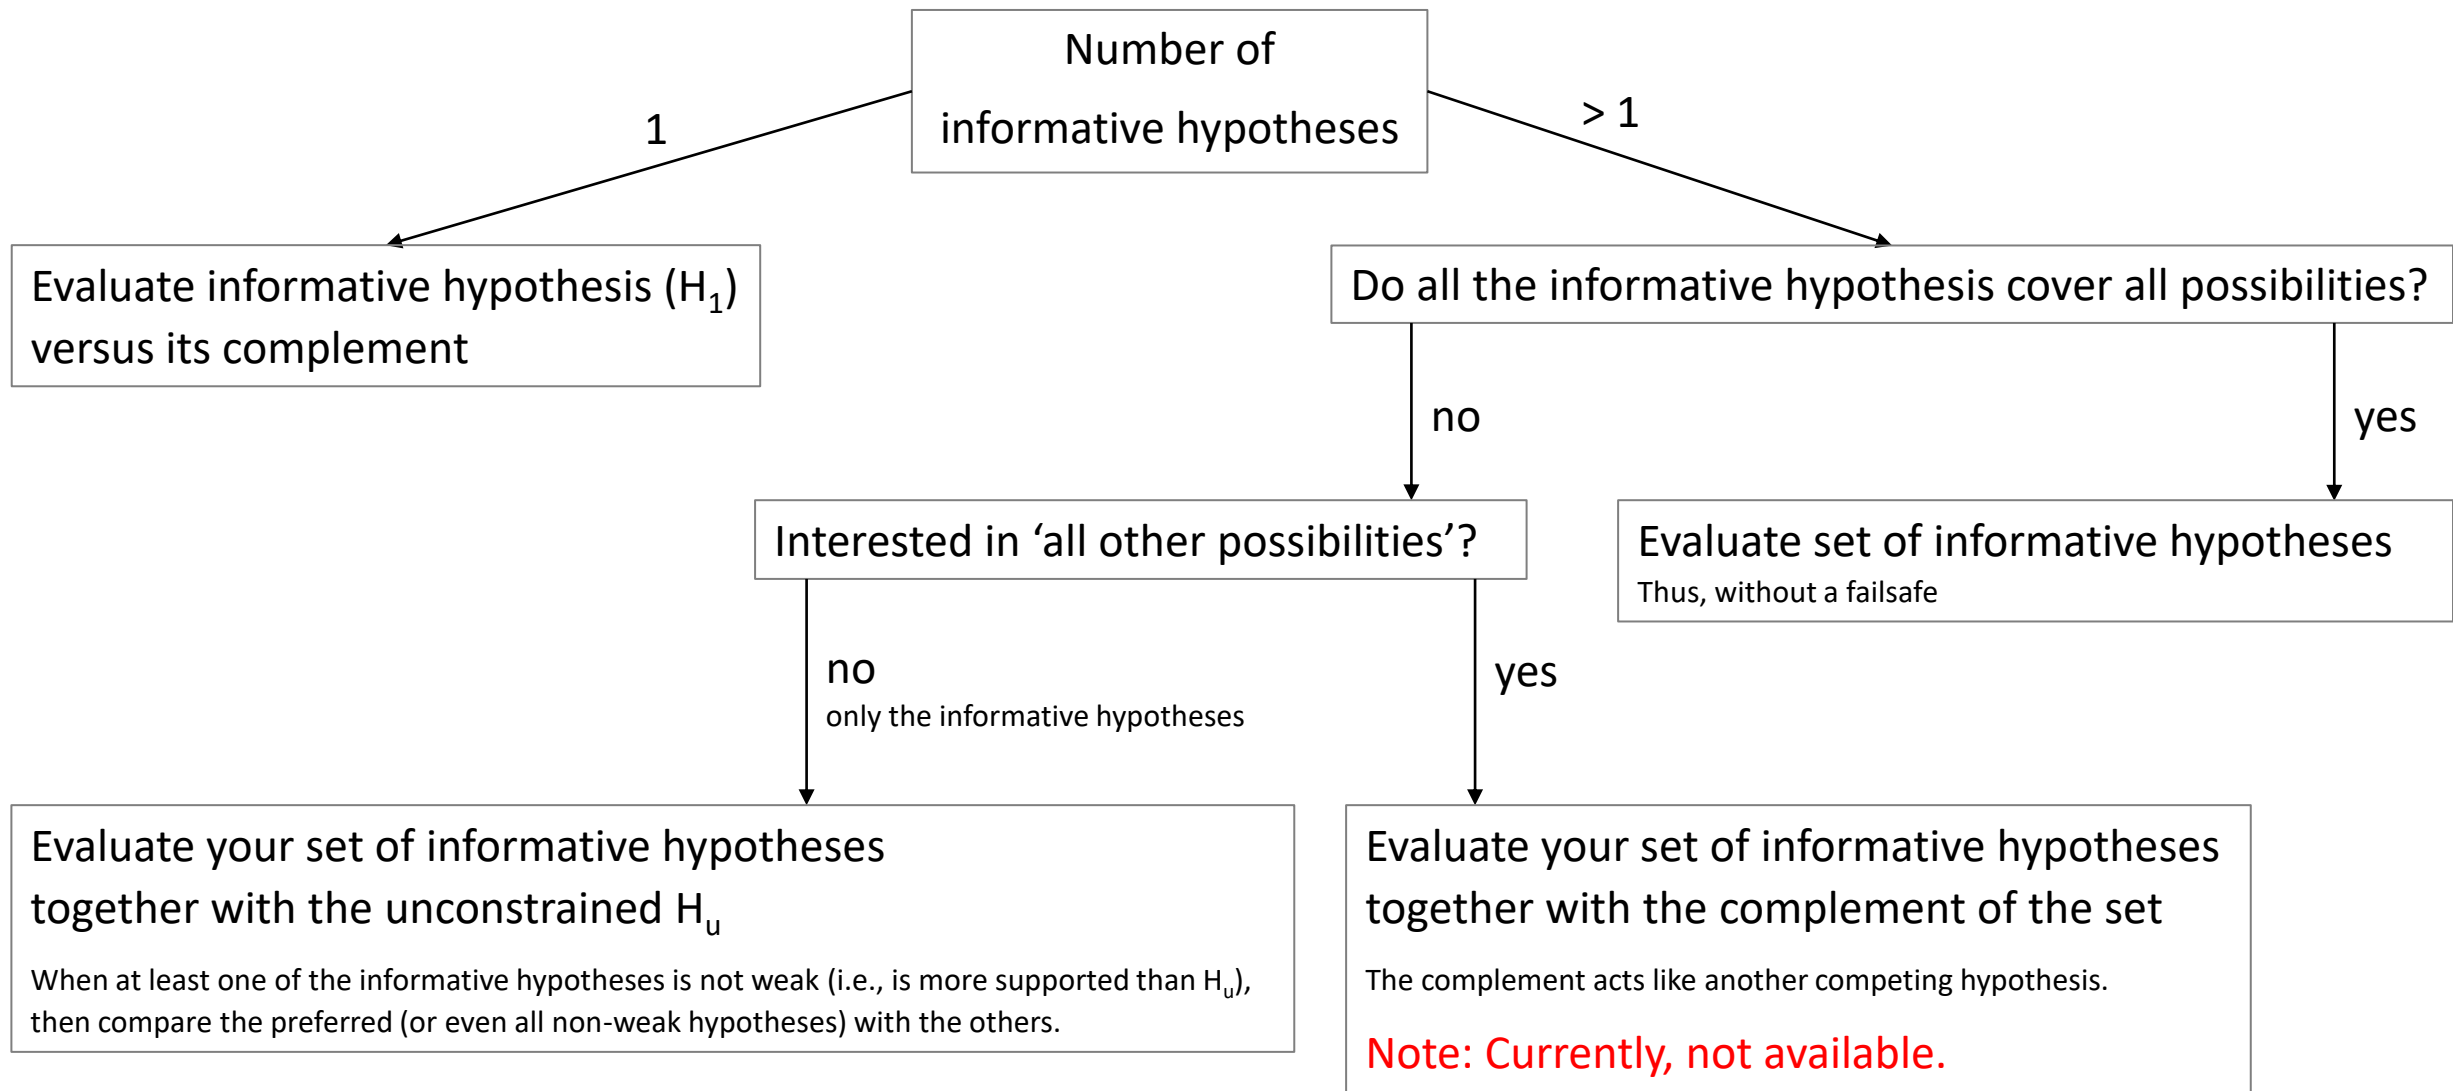 Number of
informative hypotheses
1
> 1
Evaluate informative hypothesis (H₁)
versus its complement
Do all the informative hypothesis cover all possibilities?
no
yes
Interested in ‘all other possibilities’?
Evaluate set of informative hypotheses
Thus, without a failsafe
no
only the informative hypotheses
yes
Evaluate your set of informative hypotheses
together with the unconstrained Hᵤ
When at least one of the informative hypotheses is not weak (i.e., is more supported than Hᵤ),
then compare the preferred (or even all non-weak hypotheses) with the others.
Evaluate your set of informative hypotheses
together with the complement of the set
The complement acts like another competing hypothesis.
Note: Currently, not available.